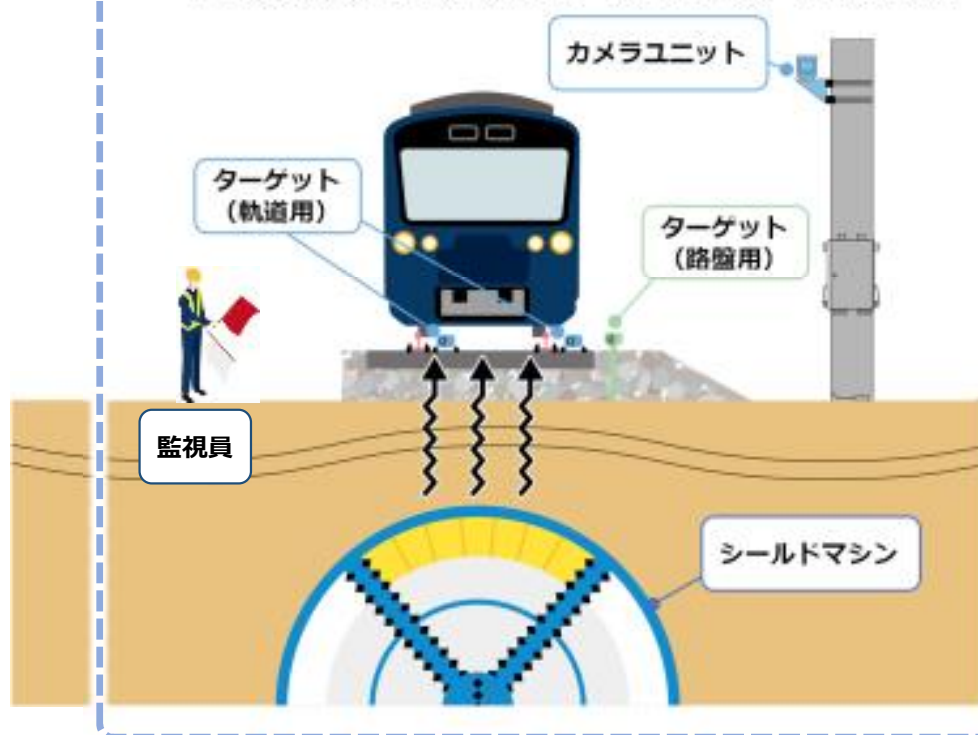 カメラユニット
ターゲット
（軌道用）
ターゲット
（路盤用）
監視員
シールドマシン